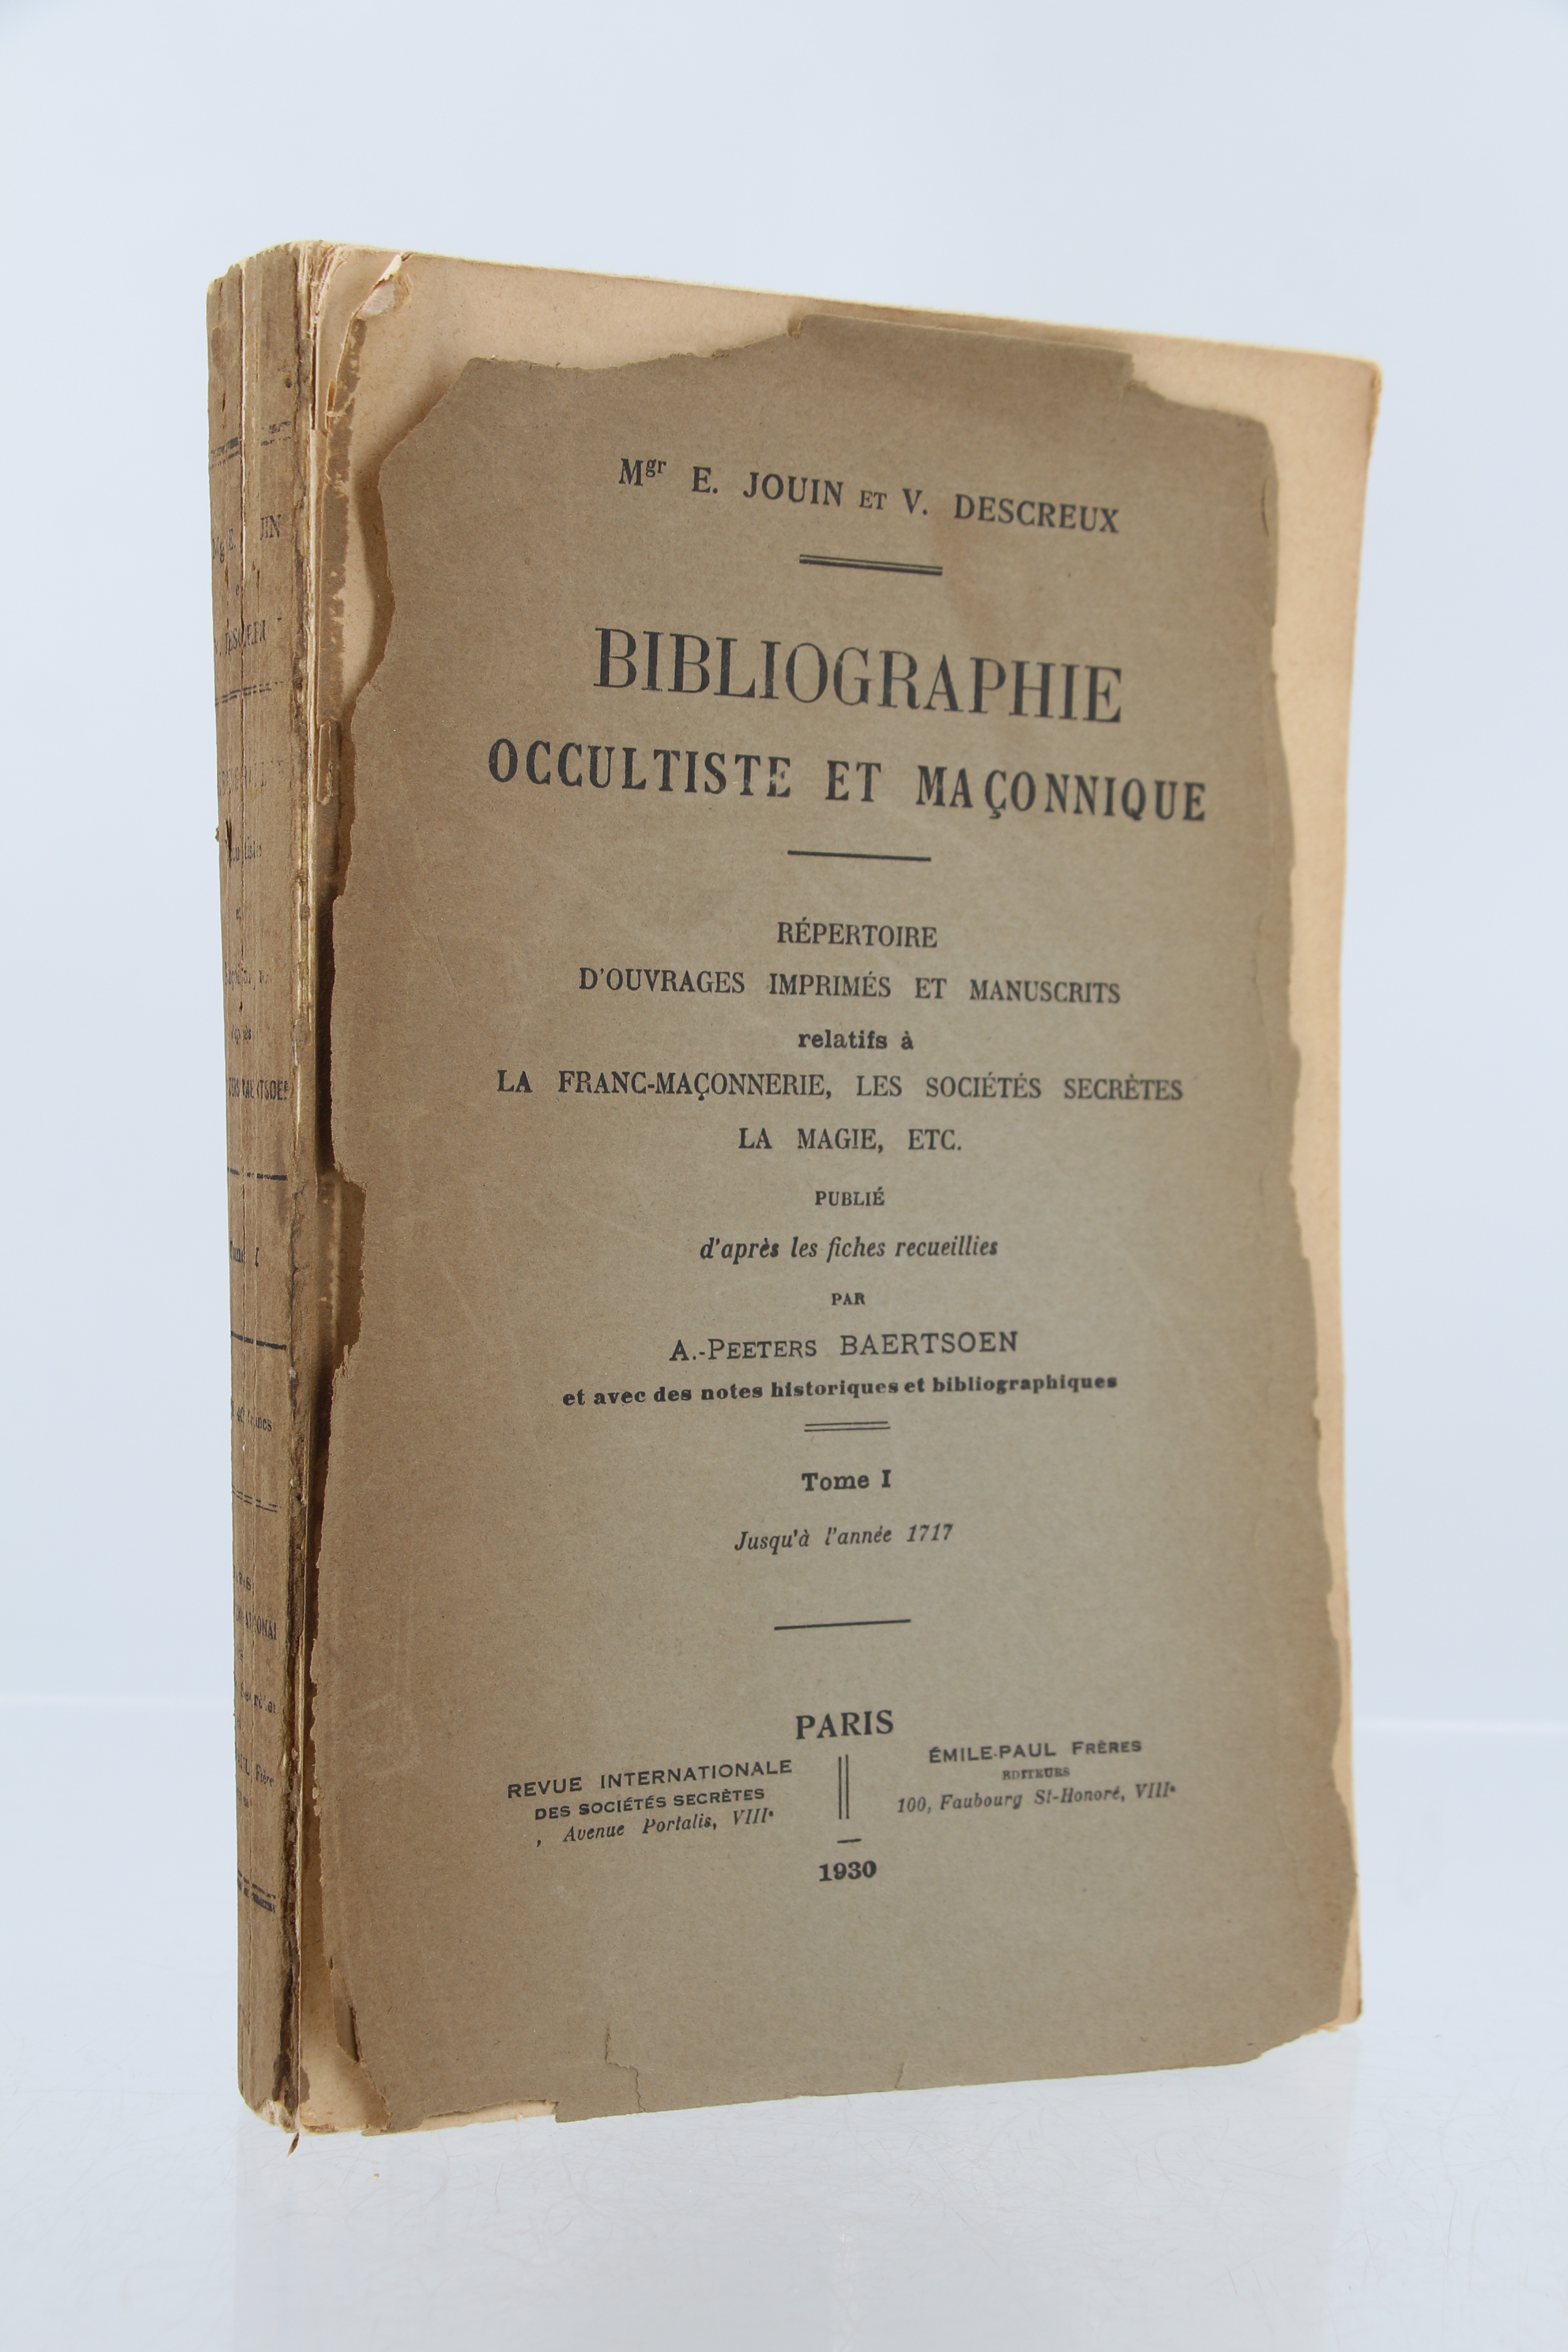 Mgr E. JOUIN ET V. DESCREUX
BIBLIOGRAPHIE
OCCULTISTE ET MAÇONNIQUE
RÉPERTOIRE
D'OUVRAGES IMPRIMÉS ET MANUSCRITS
relatifs à
LA FRANC-MAÇONNERIE, LES SOCIÉTÉS SECRÈTES
LA MAGIE, ETC.
PUBLIÉ
d'après les fiches recueillies
PAR
A.-PEETERS BAERTSOEN
et avec des notes historiques et bibliographiques
Tome I
Jusqu'à l'année 1717
PARIS
REVUE INTERNATIONALE
DES SOCIÉTÉS SECRÈTES
, Avenue Portalis, VIIIe
ÉMILE-PAUL FRÈRES
EDITEURS
100, Faubourg St-Honoré, VIIIe
1930